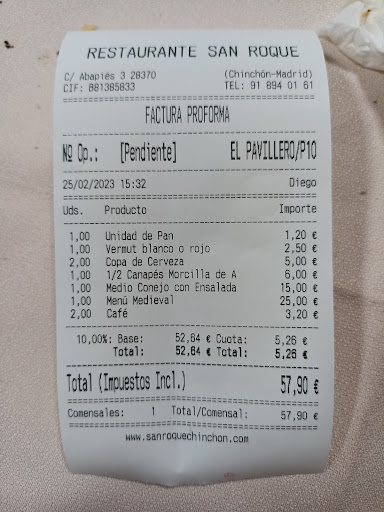 RESTAURANTE SAN ROQUE
C/ Abapiés 3 28370 (Chinchón-Madrid)
CIF: B81385833 TEL: 91 894 01 61
FACTURA PROFORMA
Nº Op.: [Pendiente] EL PAVILLERO/P10
25/02/2023 15:32 Diego
Uds. Producto Importe
1,00 Unidad de Pan 1,20 €
1,00 Vermut blanco o rojo 2,50 €
2,00 Copa de Cerveza 5,00 €
1,00 1/2 Canapés Morcilla de A 6,00 €
1,00 Medio Conejo con Ensalada 15,00 €
1,00 Menú Medieval 25,00 €
2,00 Café 3,20 €
10,00%: Base: 52,64 € Cuota: 5,26 €
Total: 52,64 € Total: 5,26 €
Total (Impuestos Incl.) 57,90 €
Comensales: 1 Total/Comensal: 57,90 €
www.sanroquechinchon.com